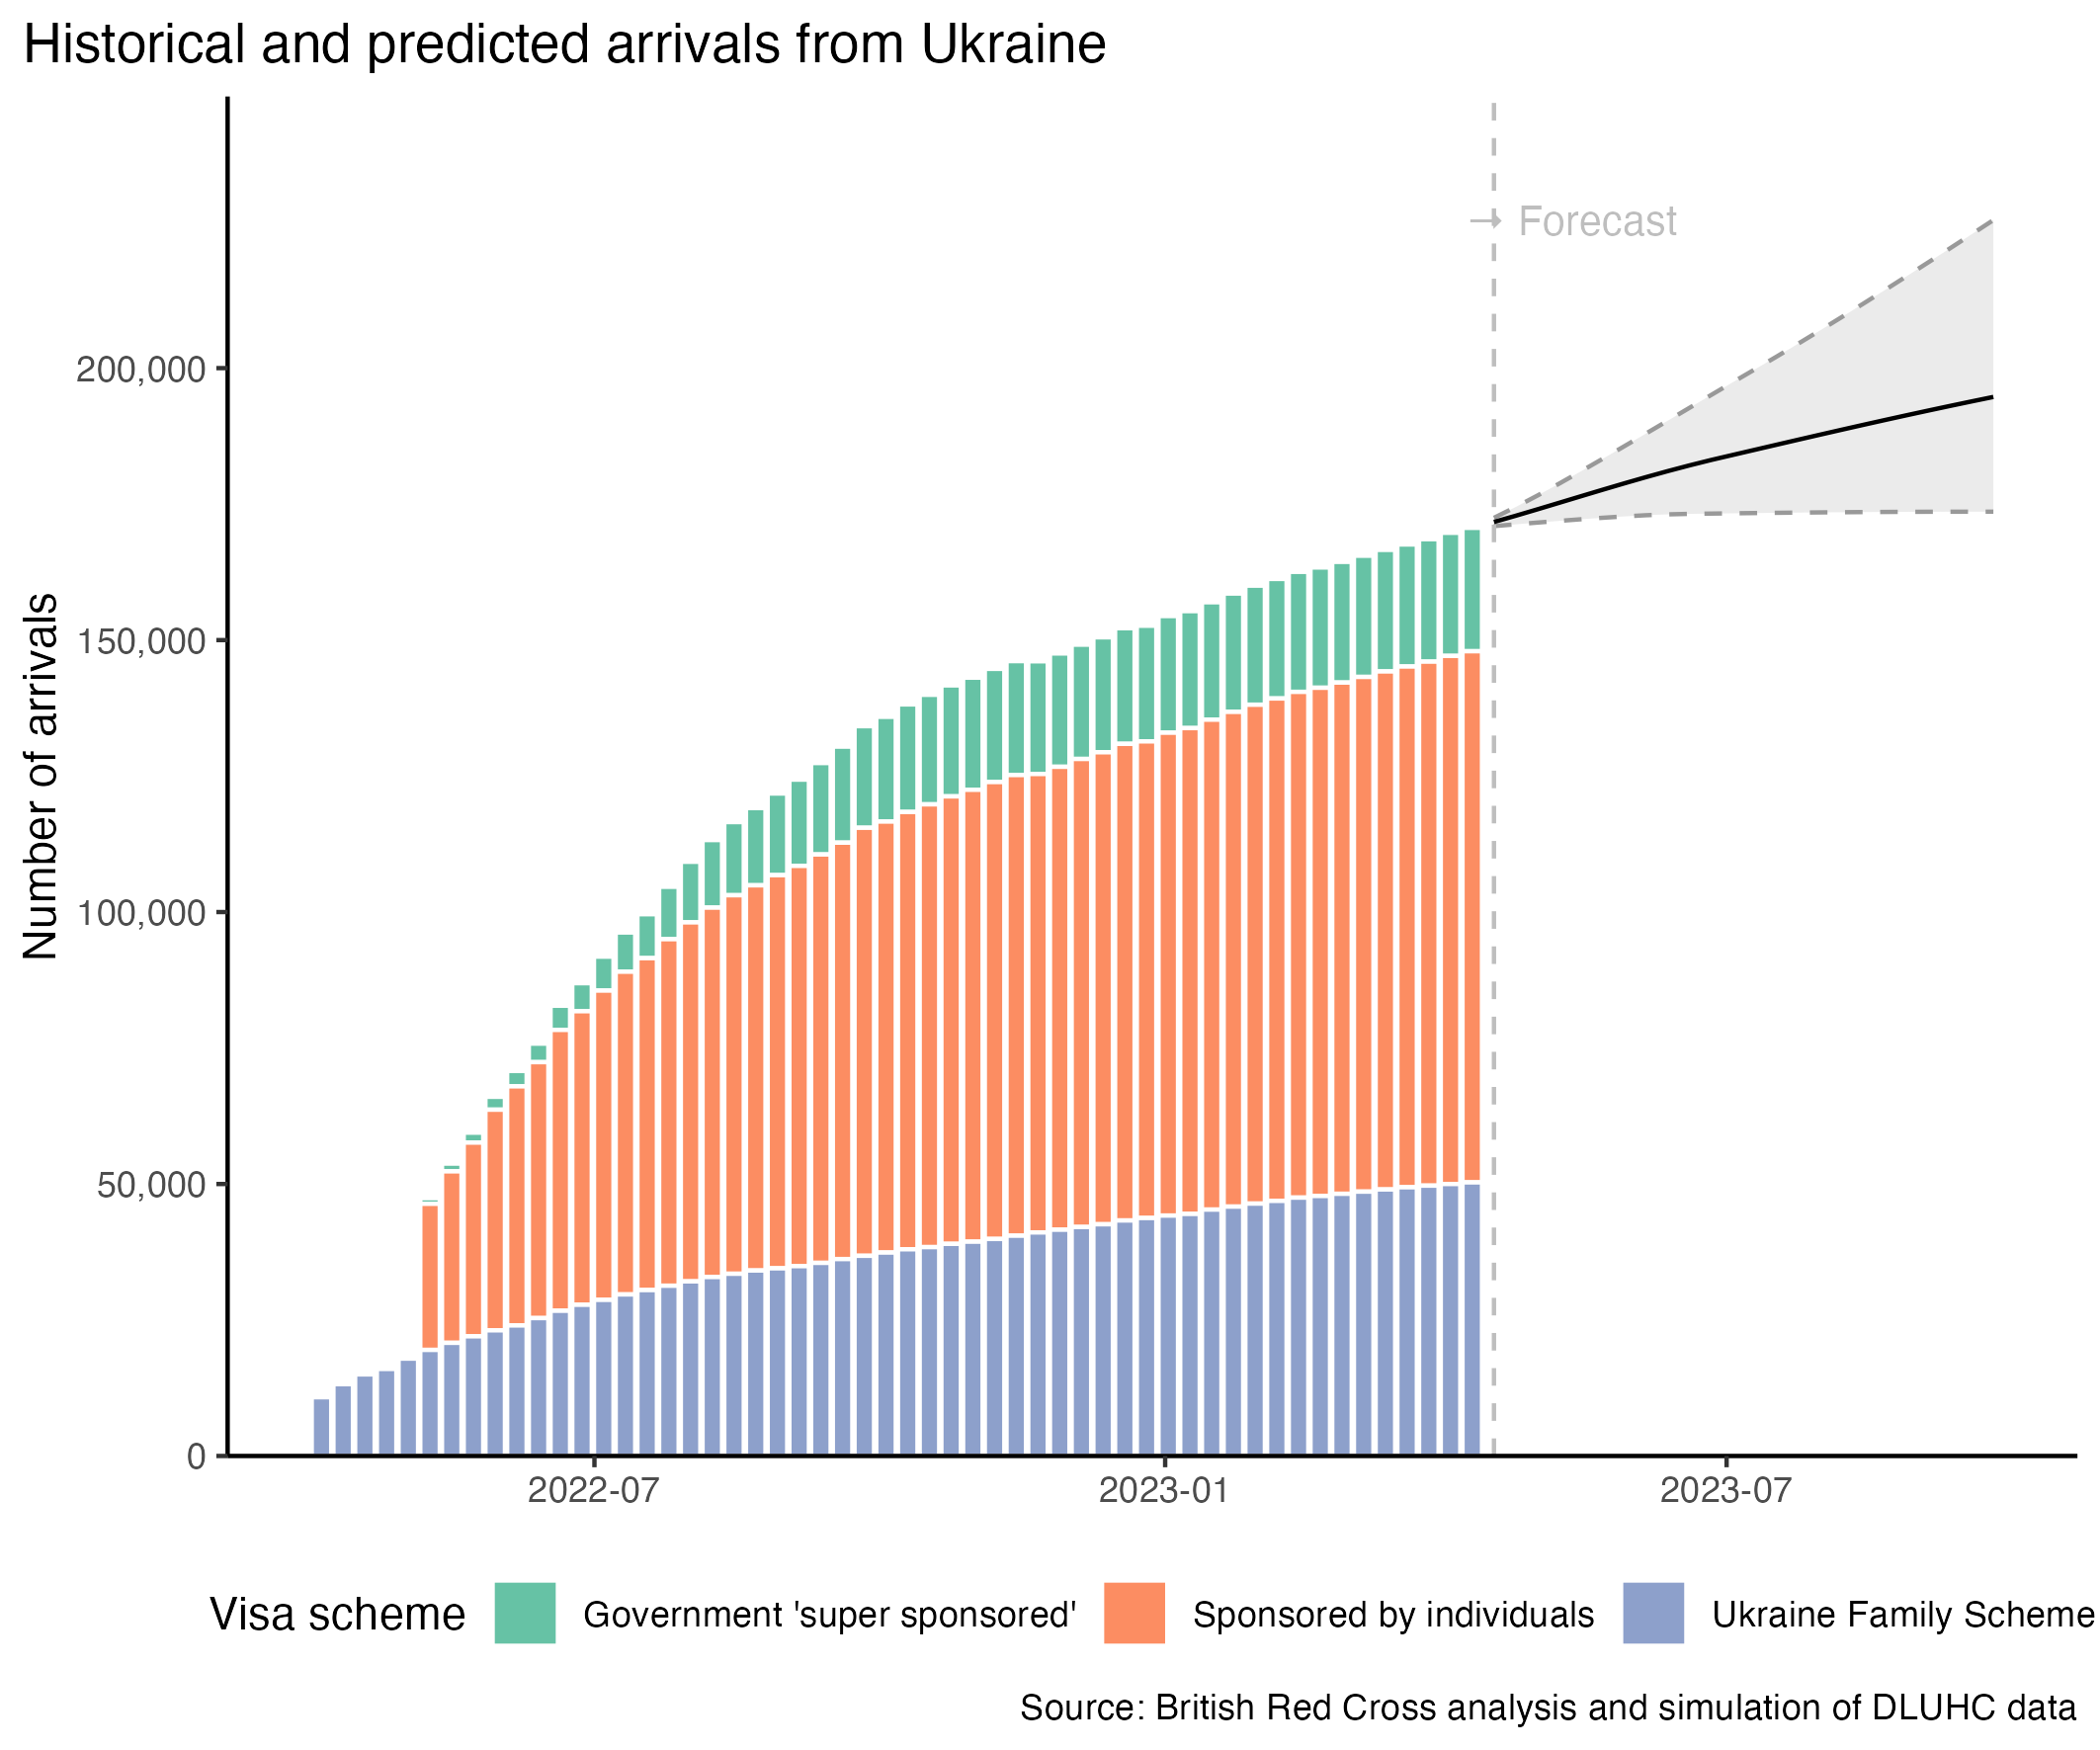 Historical and predicted arrivals from Ukraine
Forecast
Number of arrivals
200,000
150,000
100,000
50,000
0
2022-07
2023-01
2023-07
Visa scheme
Government 'super sponsored'
Sponsored by individuals
Ukraine Family Scheme
Source: British Red Cross analysis and simulation of DLUHC data